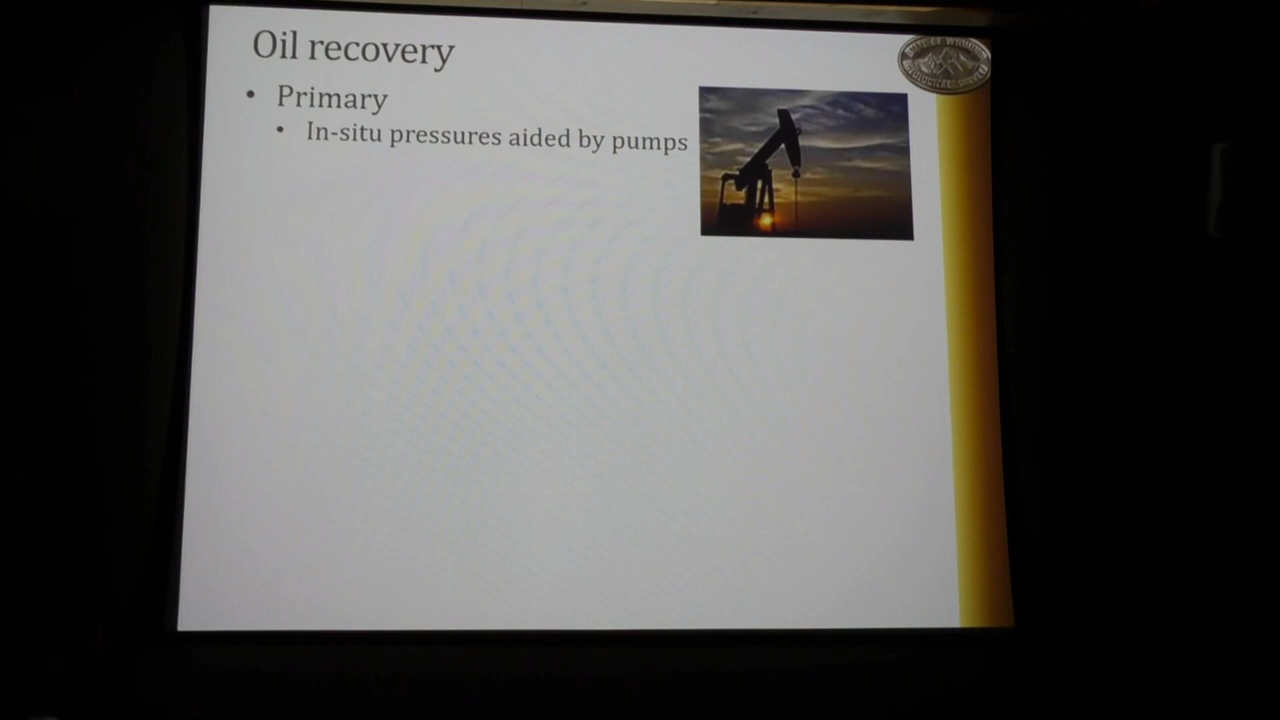 Oil recovery
• Primary
• In-situ pressures aided by pumps